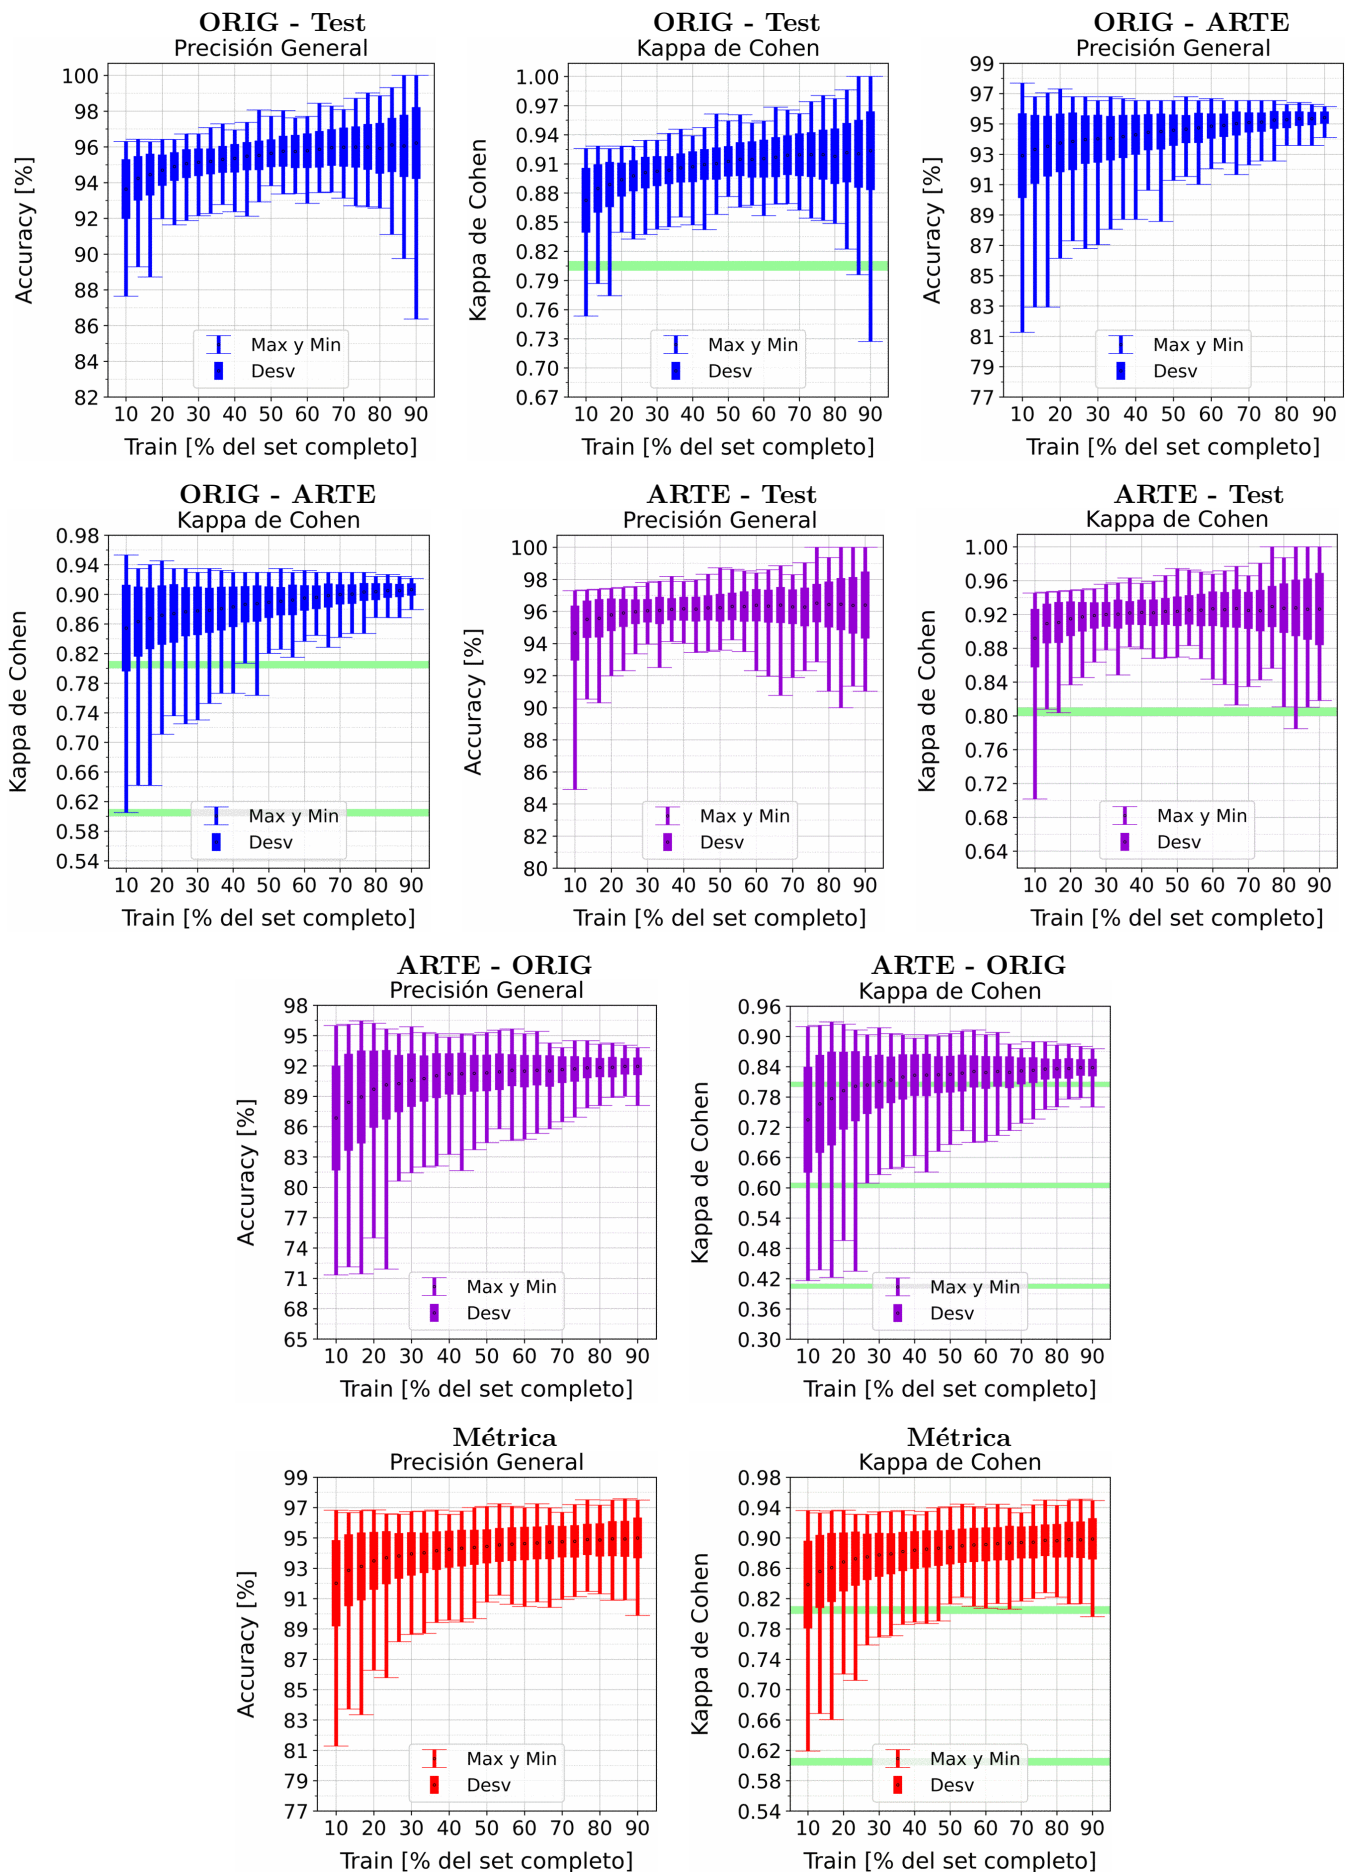 ORIG - Test
Precisión General
Accuracy [%]
100
98
96
94
92
90
88
86
84
82
Max y Min
Desv
10 20 30 40 50 60 70 80 90
Train [% del set completo]
ORIG - Test
Kappa de Cohen
Kappa de Cohen
1.00
0.97
0.94
0.91
0.88
0.85
0.82
0.79
0.76
0.73
0.70
0.67
Max y Min
Desv
10 20 30 40 50 60 70 80 90
Train [% del set completo]
ORIG - ARTE
Precisión General
Accuracy [%]
99
97
95
93
91
89
87
85
83
81
79
77
Max y Min
Desv
10 20 30 40 50 60 70 80 90
Train [% del set completo]
ORIG - ARTE
Kappa de Cohen
Kappa de Cohen
0.98
0.94
0.90
0.86
0.82
0.78
0.74
0.70
0.66
0.62
0.58
0.54
Max y Min
Desv
10 20 30 40 50 60 70 80 90
Train [% del set completo]
ARTE - Test
Precisión General
Accuracy [%]
100
98
96
94
92
90
88
86
84
82
80
Max y Min
Desv
10 20 30 40 50 60 70 80 90
Train [% del set completo]
ARTE - Test
Kappa de Cohen
Kappa de Cohen
1.00
0.96
0.92
0.88
0.84
0.80
0.76
0.72
0.68
0.64
Max y Min
Desv
10 20 30 40 50 60 70 80 90
Train [% del set completo]
ARTE - ORIG
Precisión General
Accuracy [%]
98
95
92
89
86
83
80
77
74
71
68
65
Max y Min
Desv
10 20 30 40 50 60 70 80 90
Train [% del set completo]
ARTE - ORIG
Kappa de Cohen
Kappa de Cohen
0.96
0.90
0.84
0.78
0.72
0.66
0.60
0.54
0.48
0.42
0.36
0.30
Max y Min
Desv
10 20 30 40 50 60 70 80 90
Train [% del set completo]
Métrica
Precisión General
Accuracy [%]
99
97
95
93
91
89
87
85
83
81
79
77
Max y Min
Desv
10 20 30 40 50 60 70 80 90
Train [% del set completo]
Métrica
Kappa de Cohen
Kappa de Cohen
0.98
0.94
0.90
0.86
0.82
0.78
0.74
0.70
0.66
0.62
0.58
0.54
Max y Min
Desv
10 20 30 40 50 60 70 80 90
Train [% del set completo]